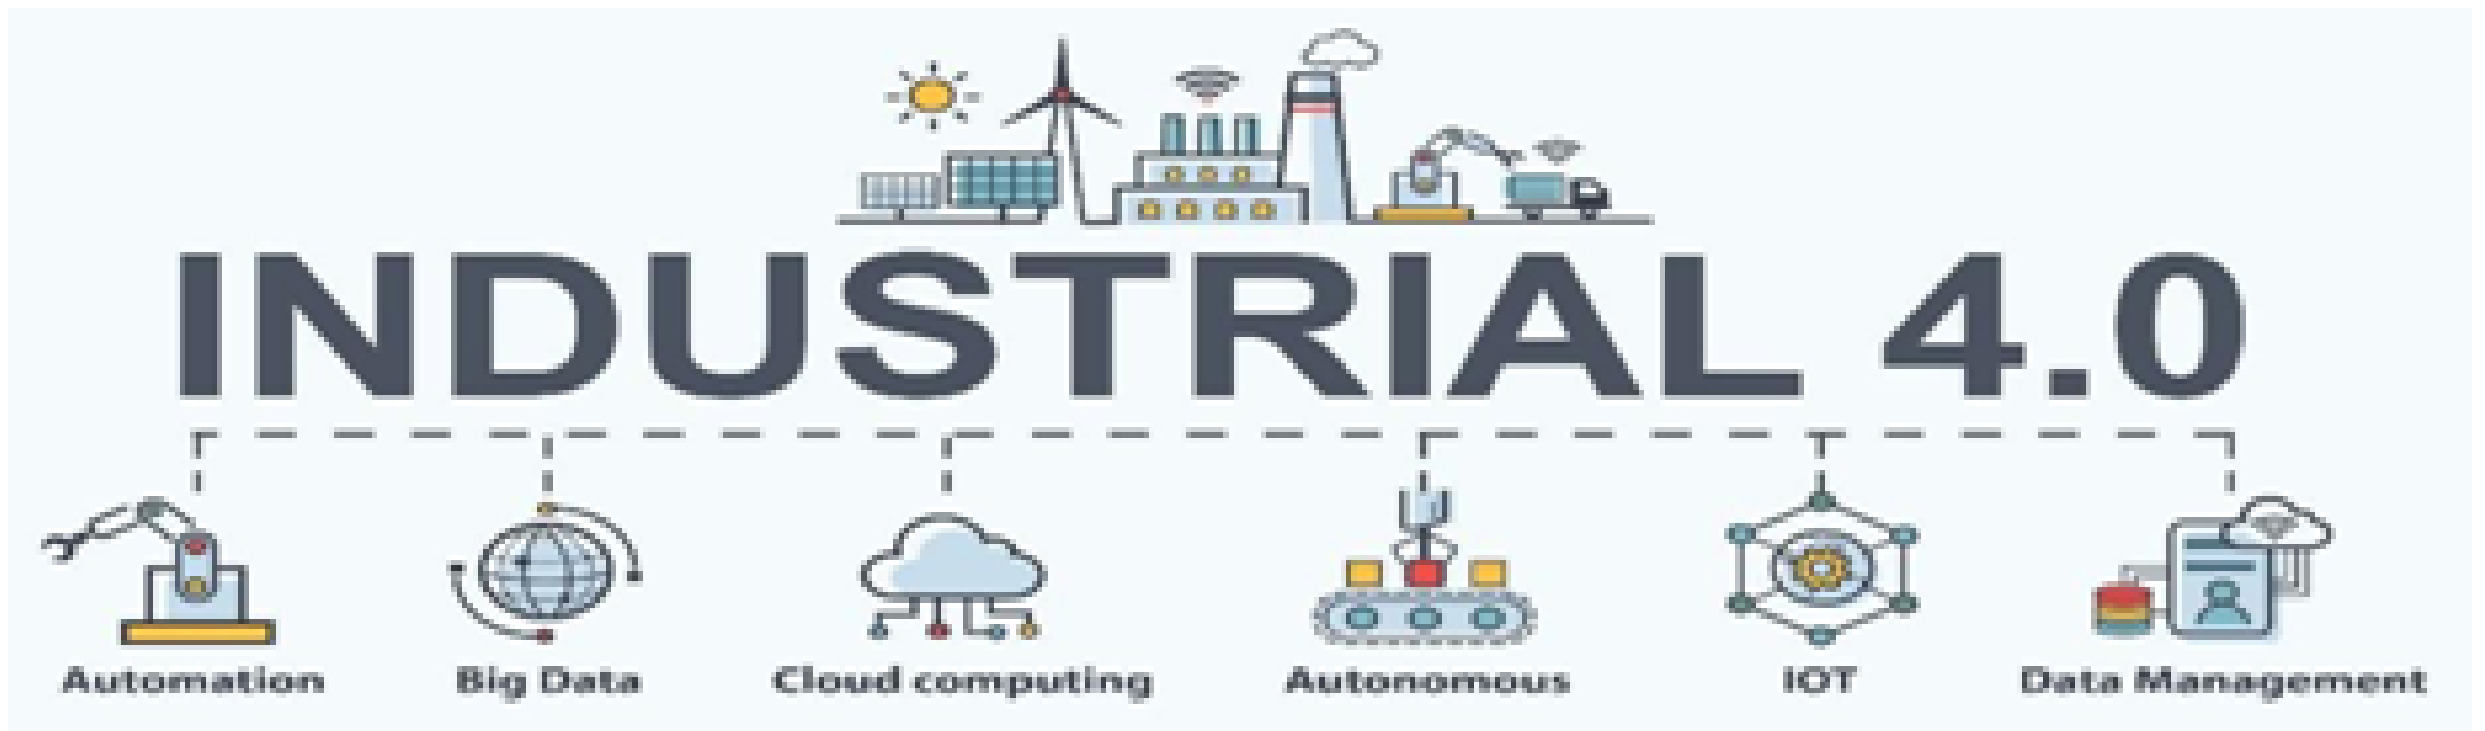 INDUSTRIAL 4.0
Automation
Big Data
Cloud computing
Autonomous
IOT
Data Management